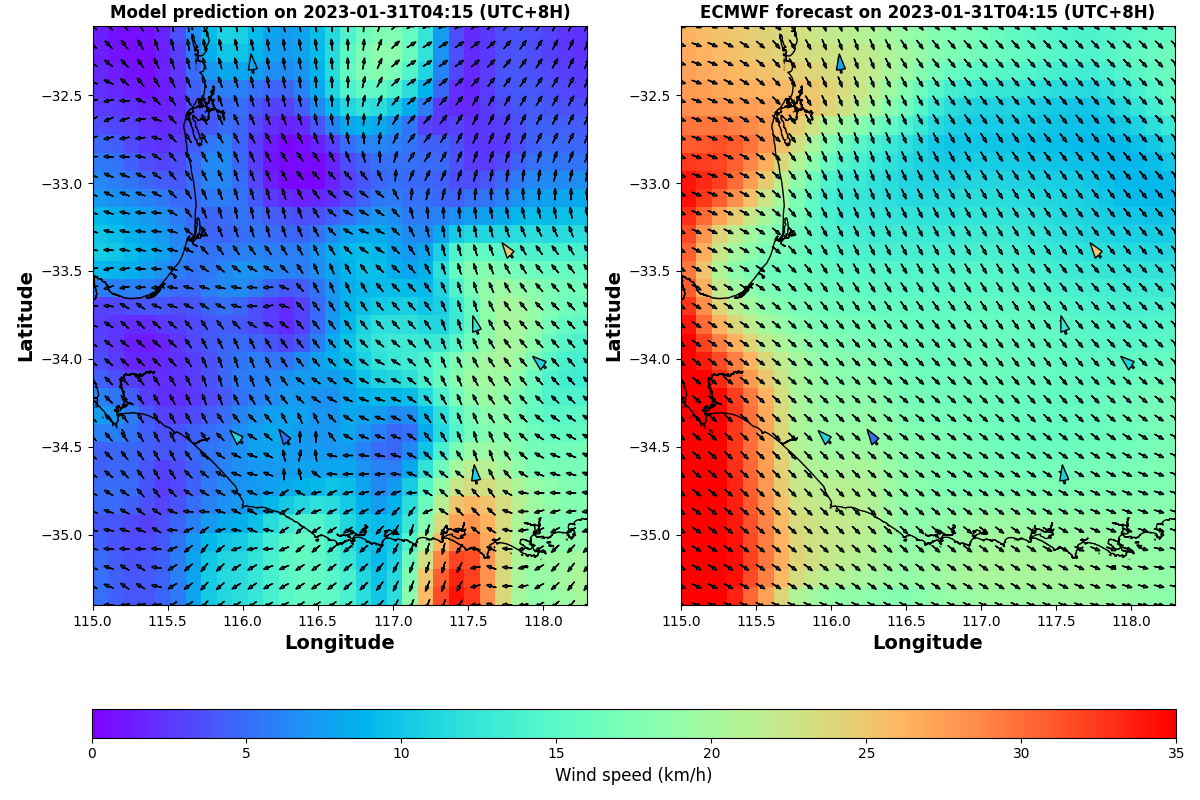 Model prediction on 2023-01-31T04:15 (UTC+8H)
ECMWF forecast on 2023-01-31T04:15 (UTC+8H)
−32.5
−33.0
−33.5
−34.0
−34.5
−35.0
Latitude
115.0 115.5 116.0 116.5 117.0 117.5 118.0
Longitude
−32.5
−33.0
−33.5
−34.0
−34.5
−35.0
Latitude
115.0 115.5 116.0 116.5 117.0 117.5 118.0
Longitude
0 5 10 15 20 25 30 35
Wind speed (km/h)